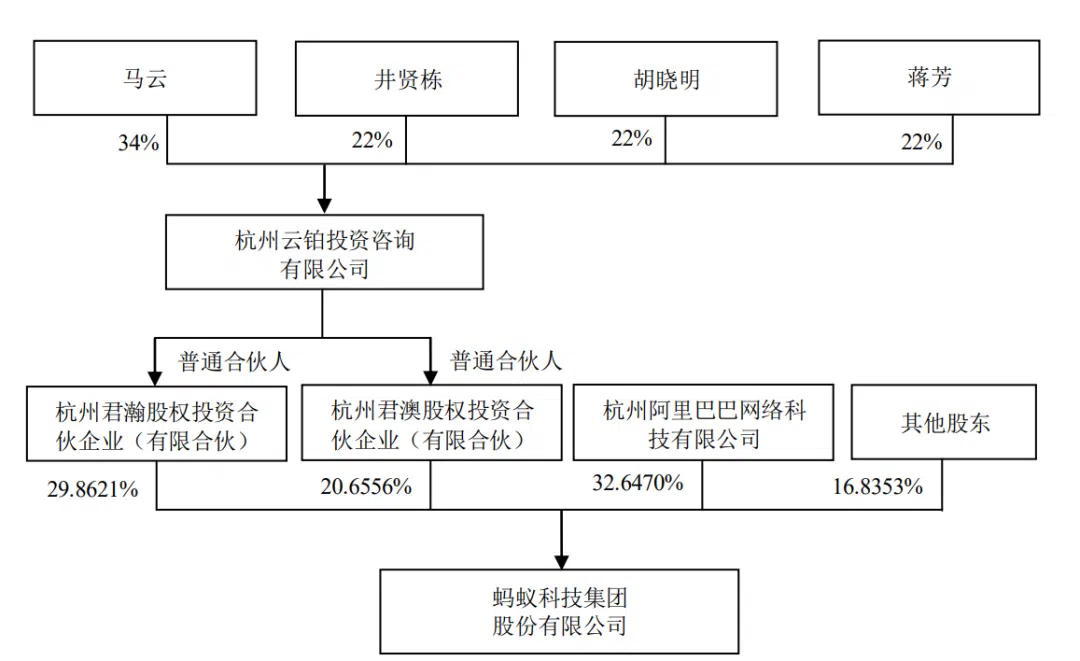 马云
井贤栋
胡晓明
蒋芳
34%
22%
22%
22%
杭州云铂投资咨询
有限公司
普通合伙人
普通合伙人
杭州君瀚股权投资合
伙企业（有限合伙）
杭州君澳股权投资合
伙企业（有限合伙）
杭州阿里巴巴网络科
技有限公司
其他股东
29.8621%
20.6556%
32.6470%
16.8353%
蚂蚁科技集团
股份有限公司